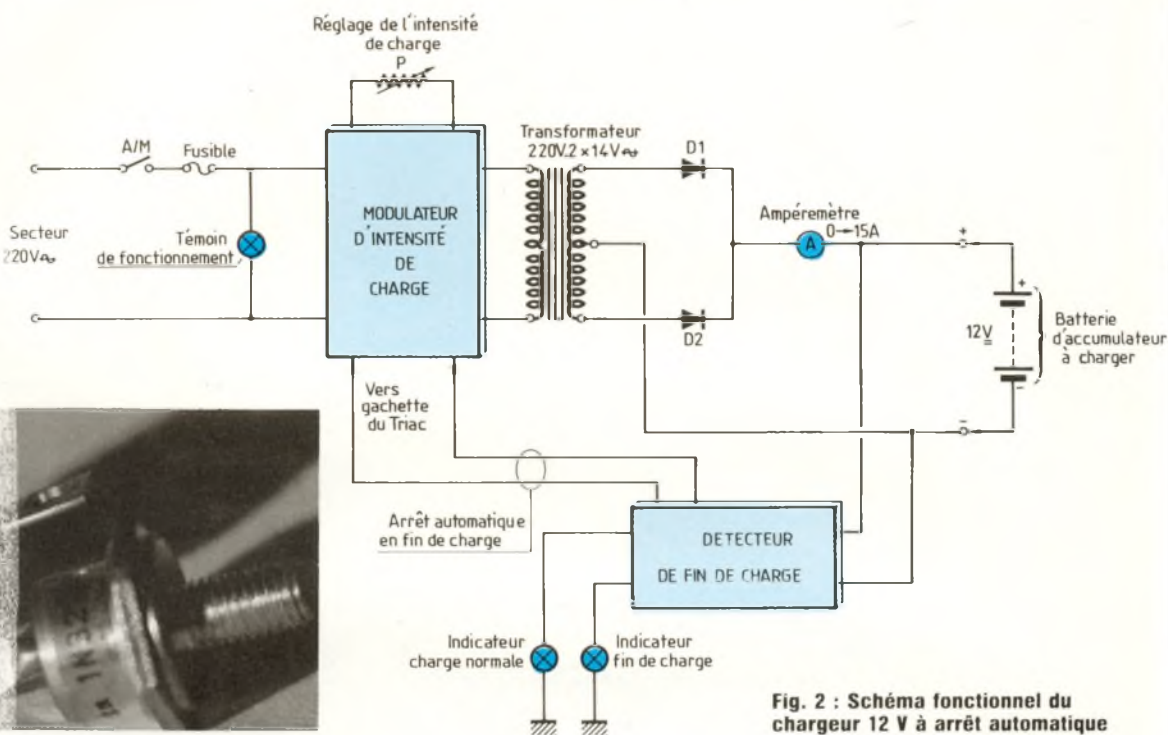 Réglage de l'intensité
de charge
P
A/M
Fusible
Transformateur
220V.2 × 14V
D1
Secteur
220V
Témoin
de fonctionnement
MODULATEUR
D'INTENSITÉ
DE
CHARGE
Ampéremètre
0→15A
A
+
+
D2
12V
Batterie
d'accumulateur
à charger
-
-
Vers
gachette
du Triac
Arrêt automatique
en fin de charge
DETECTEUR
DE FIN DE CHARGE
Indicateur
charge normale
Indicateur
fin de charge
Fig. 2 : Schéma fonctionnel du
chargeur 12 V à arrêt automatique